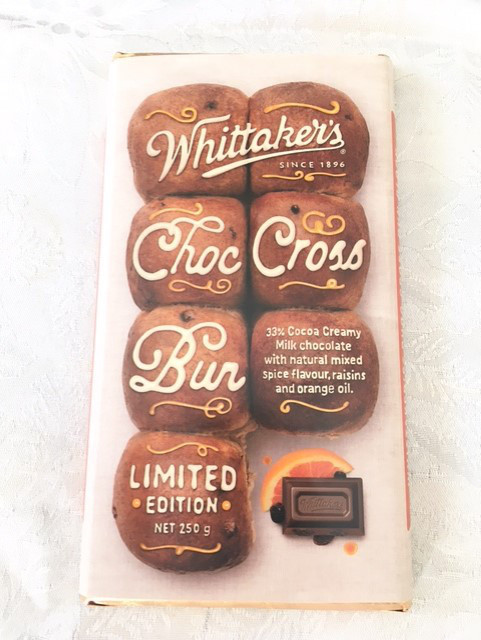 Whittaker's®
SINCE 1896
Choc Cross
Bun
33% Cocoa Creamy
Milk chocolate
with natural mixed
spice flavour, raisins
and orange oil.
LIMITED
• EDITION •
NET 250 g
Whittaker's